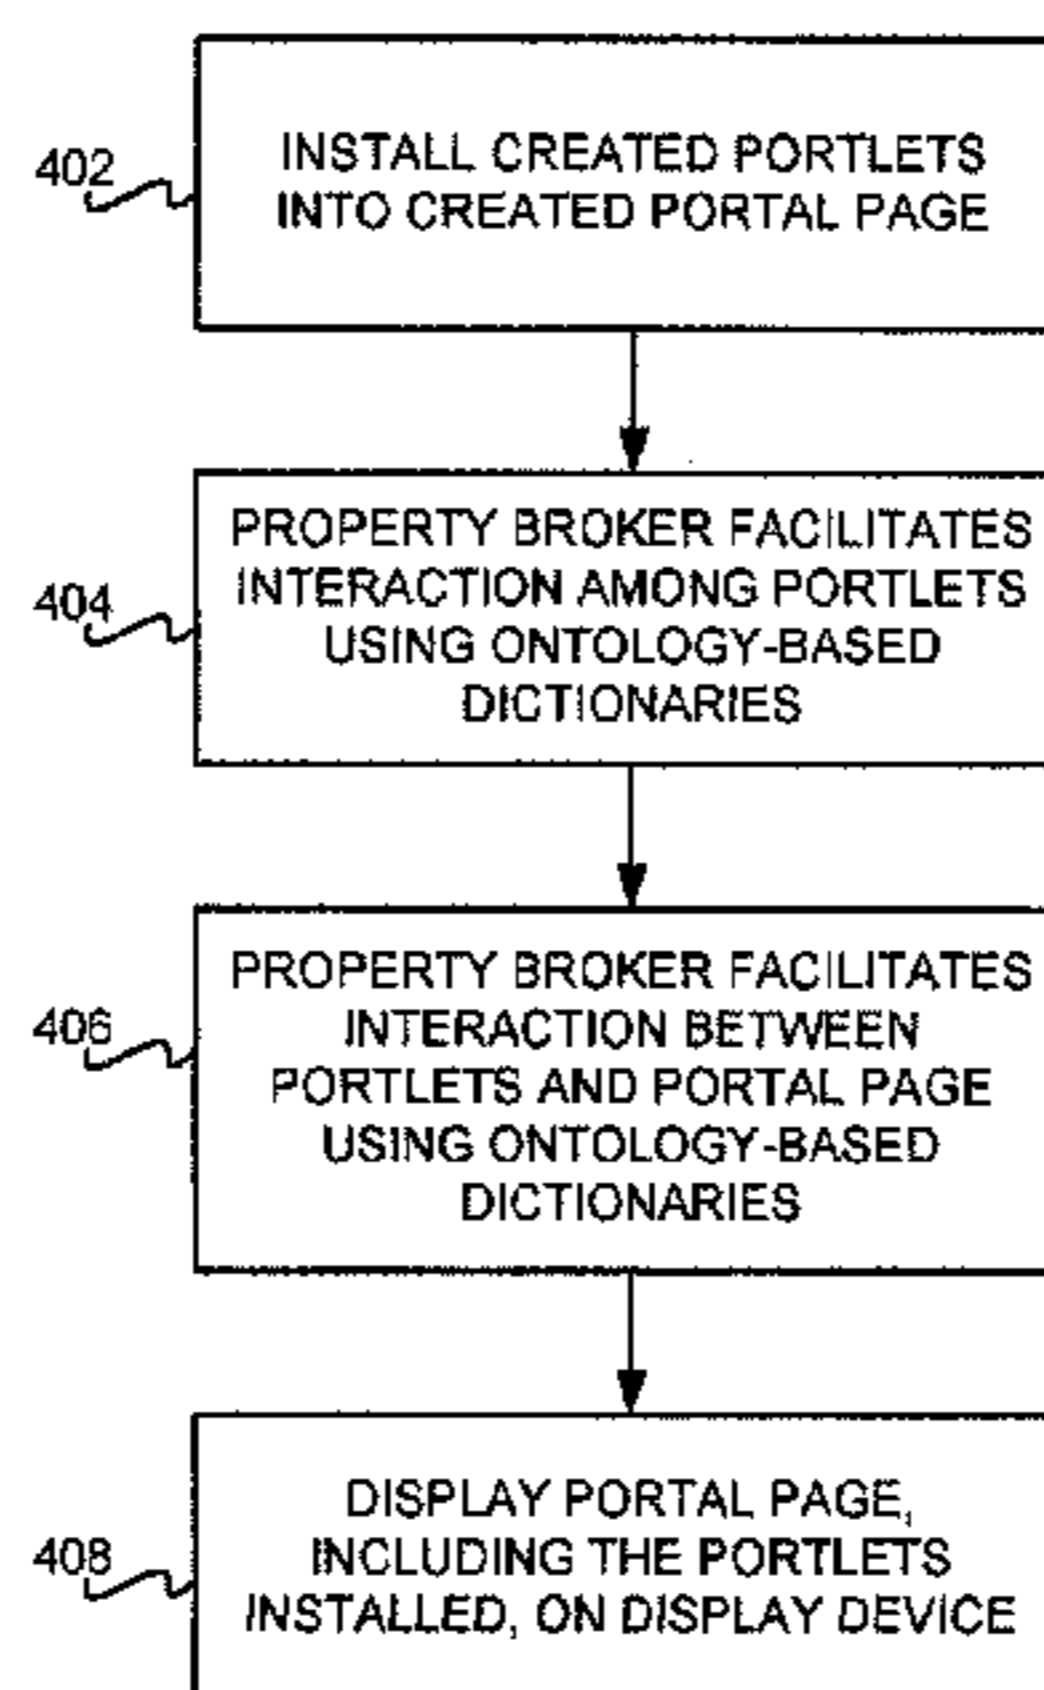 402
INSTALL CREATED PORTLETS
INTO CREATED PORTAL PAGE
404
PROPERTY BROKER FACILITATES
INTERACTION AMONG PORTLETS
USING ONTOLOGY-BASED
DICTIONARIES
406
PROPERTY BROKER FACILITATES
INTERACTION BETWEEN
PORTLETS AND PORTAL PAGE
USING ONTOLOGY-BASED
DICTIONARIES
408
DISPLAY PORTAL PAGE,
INCLUDING THE PORTLETS
INSTALLED, ON DISPLAY DEVICE